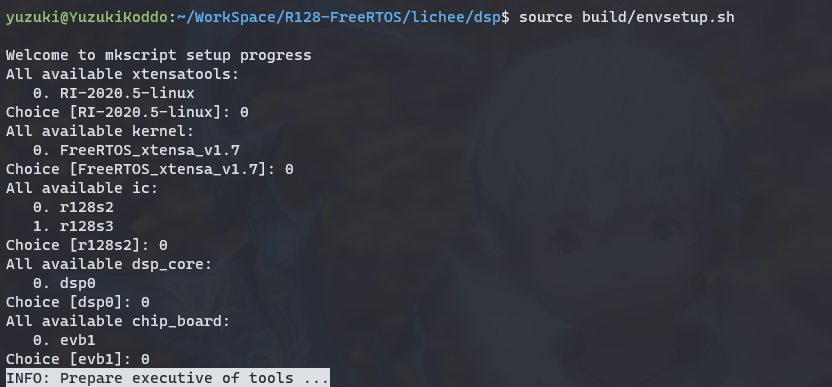 yuzuki@YuzukiKoddo:~/WorkSpace/R128-FreeRTOS/lichee/dsp$ source build/envsetup.sh
Welcome to mkscript setup progress
All available xtensatools:
   0. RI-2020.5-linux
Choice [RI-2020.5-linux]: 0
All available kernel:
   0. FreeRTOS_xtensa_v1.7
Choice [FreeRTOS_xtensa_v1.7]: 0
All available ic:
   0. r128s2
   1. r128s3
Choice [r128s2]: 0
All available dsp_core:
   0. dsp0
Choice [dsp0]: 0
All available chip_board:
   0. evb1
Choice [evb1]: 0
INFO: Prepare executive of tools ...